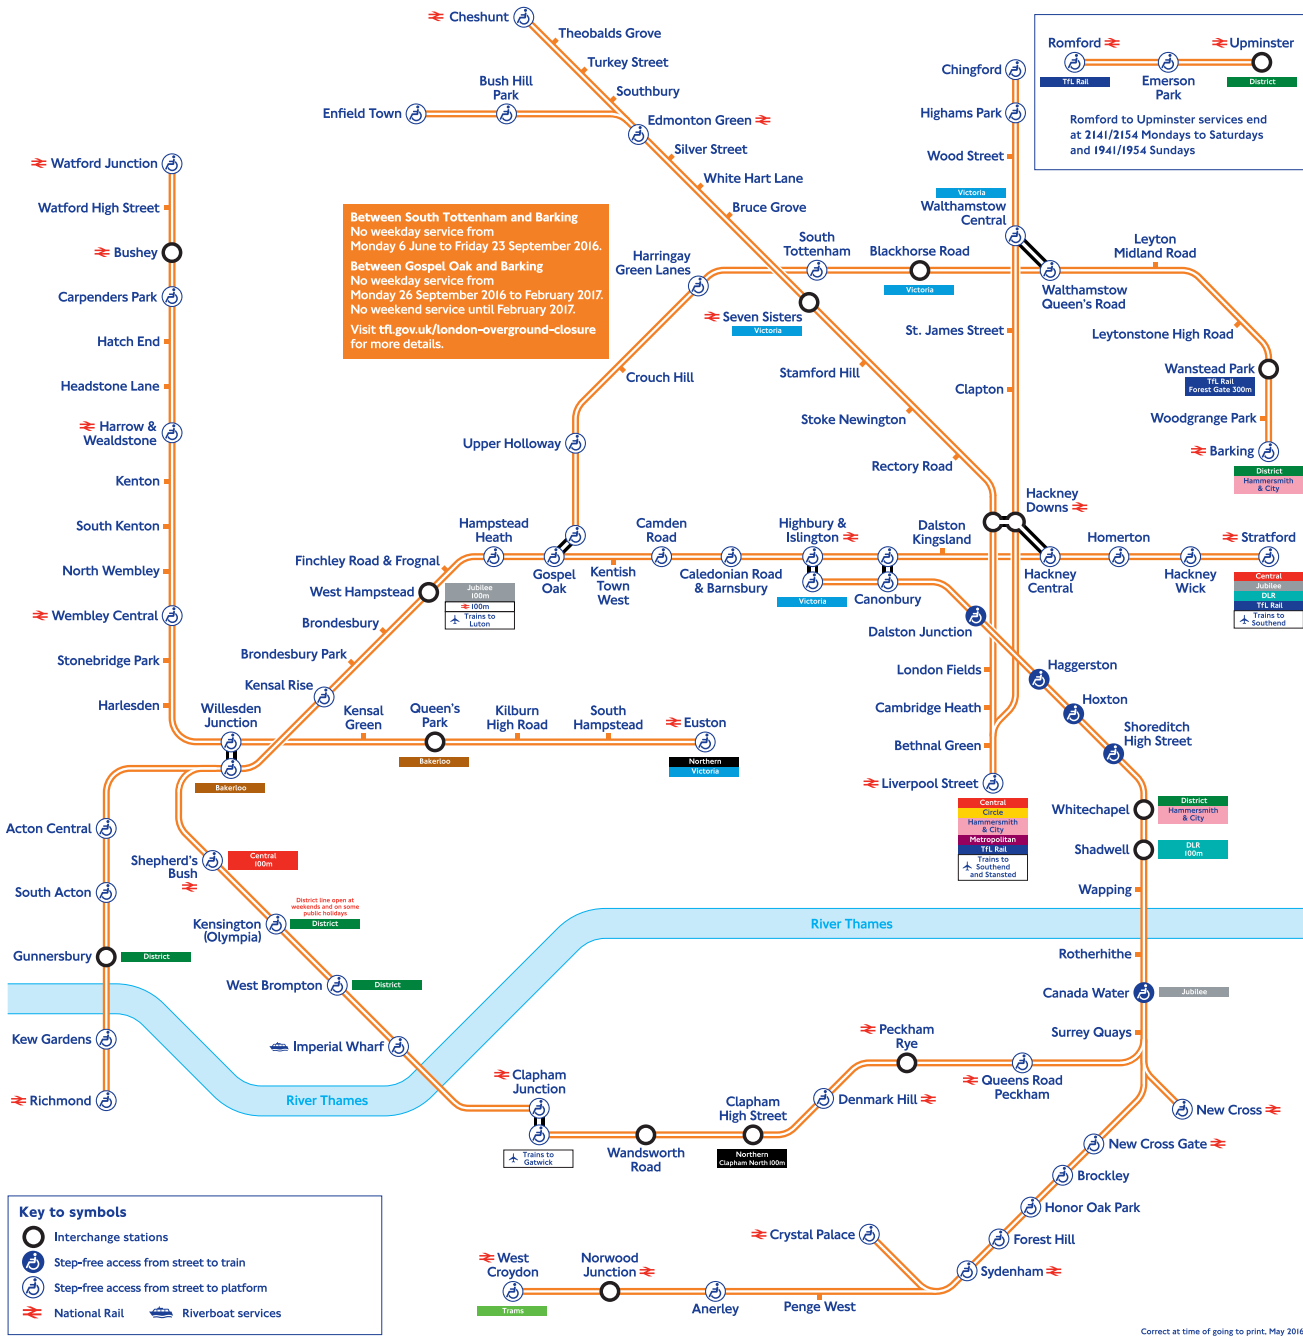 Cheshunt
Theobalds Grove
Turkey Street
Southbury
Bush Hill
Park
Enfield Town
Edmonton Green
Silver Street
White Hart Lane
Bruce Grove
Chingford
Highams Park
Wood Street
Victoria
Walthamstow
Central
Romford
Upminster
TfL Rail
Emerson
Park
District
Romford to Upminster services end
at 2141/2154 Mondays to Saturdays
and 1941/1954 Sundays
Watford Junction
Watford High Street
Bushey
Carpenders Park
Hatch End
Headstone Lane
Harrow &
Wealdstone
Kenton
South Kenton
North Wembley
Wembley Central
Stonebridge Park
Harlesden
Between South Tottenham and Barking
No weekday service from
Monday 6 June to Friday 23 September 2016.
Between Gospel Oak and Barking
No weekday service from
Monday 26 September 2016 to February 2017.
No weekend service until February 2017.
Visit tfl.gov.uk/london-overground-closure
for more details.
Harringay
Green Lanes
South
Tottenham
Blackhorse Road
Victoria
Leyton
Midland Road
Walthamstow
Queen's Road
Seven Sisters
Victoria
St. James Street
Leytonstone High Road
Crouch Hill
Stamford Hill
Clapton
Wanstead Park
TfL Rail
Forest Gate 300m
Stoke Newington
Woodgrange Park
Upper Holloway
Rectory Road
Barking
District
Hammersmith
& City
Hackney
Downs
Hampstead
Heath
Finchley Road & Frognal
West Hampstead
Jubilee
100m
100m
Trains to
Luton
Gospel
Oak
Kentish
Town
West
Camden
Road
Caledonian Road
& Barnsbury
Highbury &
Islington
Victoria
Canonbury
Dalston
Kingsland
Hackney
Central
Homerton
Hackney
Wick
Stratford
Central
Jubilee
DLR
TfL Rail
Trains to
Southend
Brondesbury
Brondesbury Park
Kensal Rise
Dalston Junction
London Fields
Haggerston
Cambridge Heath
Hoxton
Bethnal Green
Shoreditch
High Street
Willesden
Junction
Bakerloo
Kensal
Green
Queen's
Park
Bakerloo
Kilburn
High Road
South
Hampstead
Euston
Northern
Victoria
Liverpool Street
Central
Circle
Hammersmith
& City
Metropolitan
TfL Rail
Trains to
Southend
and Stansted
Whitechapel
District
Hammersmith
& City
Shadwell
DLR
100m
Wapping
Acton Central
Shepherd's
Bush
Central
100m
South Acton
District line open at
weekends and on some
public holidays
Kensington
(Olympia)
District
Gunnersbury
District
West Brompton
District
River Thames
Rotherhithe
Canada Water
Jubilee
Surrey Quays
Kew Gardens
Imperial Wharf
Richmond
River Thames
Clapham
Junction
Trains to
Gatwick
Wandsworth
Road
Clapham
High Street
Northern
Clapham North 100m
Denmark Hill
Peckham
Rye
Queens Road
Peckham
New Cross
New Cross Gate
Brockley
Honor Oak Park
Forest Hill
Sydenham
Crystal Palace
West
Croydon
Trams
Norwood
Junction
Anerley
Penge West
Key to symbols
Interchange stations
Step-free access from street to train
Step-free access from street to platform
National Rail
Riverboat services
Correct at time of going to print, May 2016